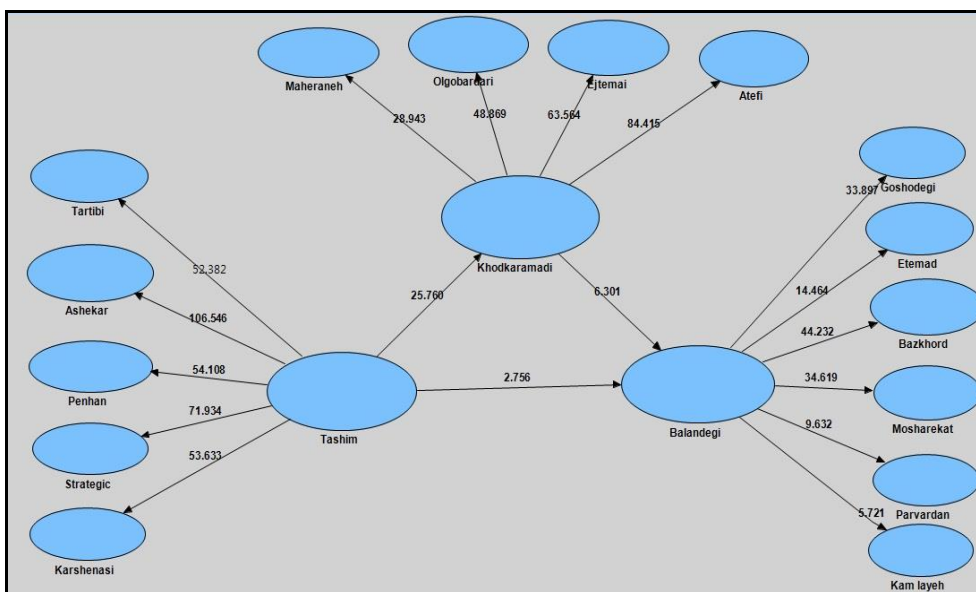 Maheraneh
Olgobardari
Ejtemai
Atefi
28.943
48.869
63.564
84.415
Goshodegi
33.897
Tartibi
Etemad
Khodkaramadi
52.382
25.760
6.301
14.464
Ashekar
106.546
Bazkhord
44.232
Penhan
54.108
2.756
34.619
Mosharekat
Tashim
Balandegi
71.934
9.632
Strategic
53.633
Parvardan
5.721
Karshenasi
Kam layeh